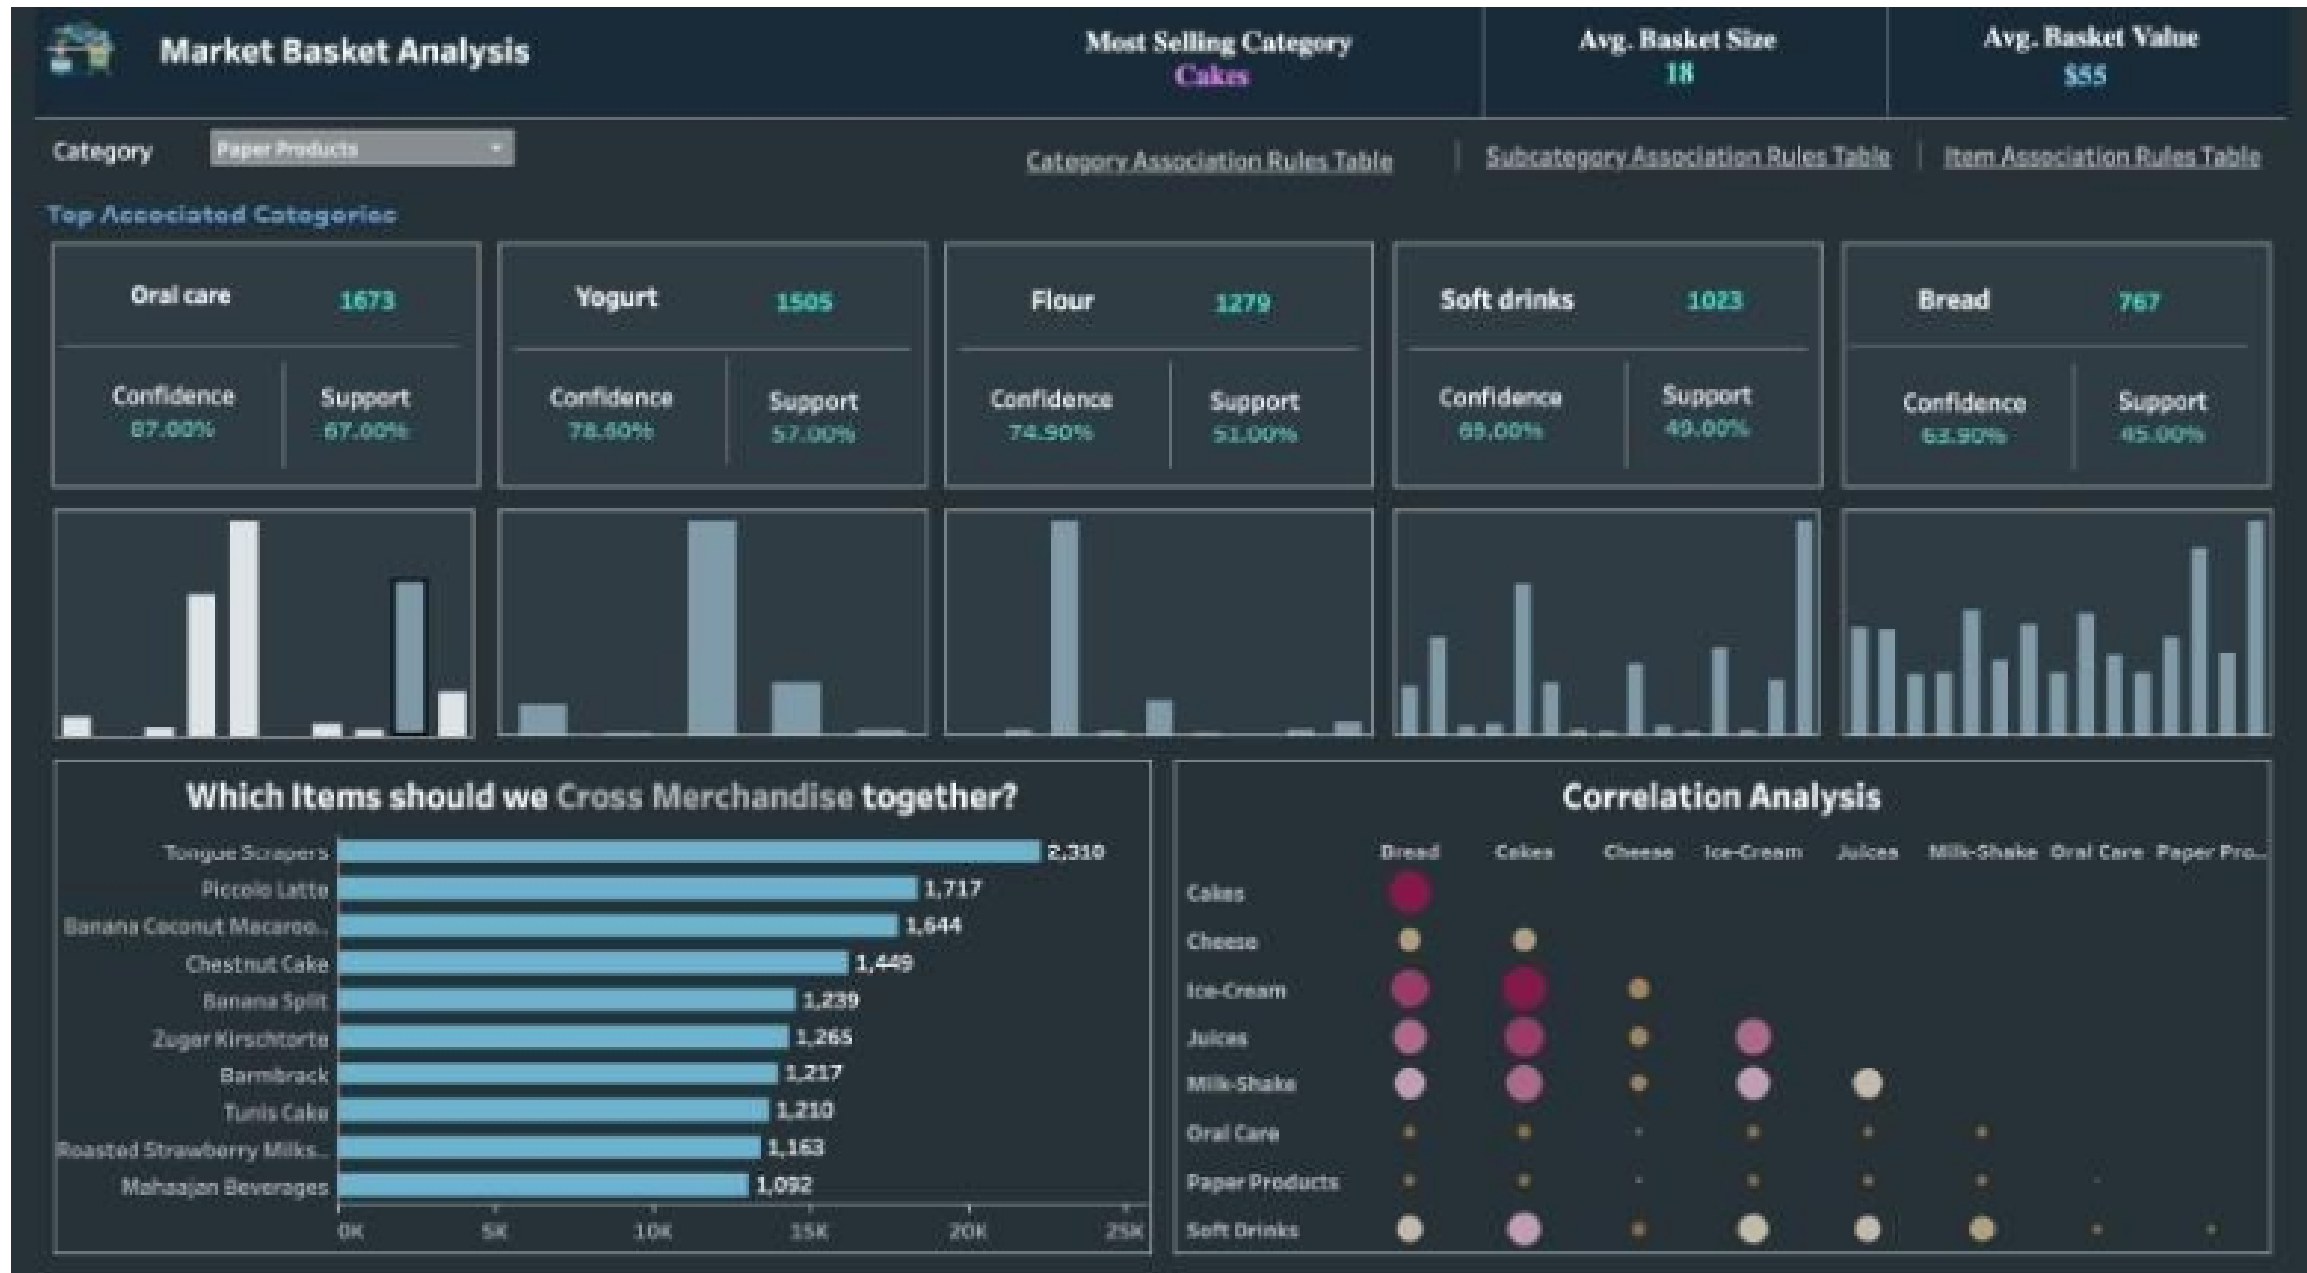 Market Basket Analysis
Most Selling Category
Cakes
Avg. Basket Size
18
Avg. Basket Value
$55
Category
Paper Products
Category Association Rules Table
Subcategory Association Rules Table
Item Association Rules Table
Top Associated Categories
Oral care 1673
Confidence
87.00%
Support
67.00%
Yogurt 1505
Confidence
78.60%
Support
57.00%
Flour 1279
Confidence
74.90%
Support
51.00%
Soft drinks 1023
Confidence
69.00%
Support
49.00%
Bread 767
Confidence
63.90%
Support
45.00%
Which Items should we Cross Merchandise together?
Tongue Scrapers 2,310
Piccolo Latte 1,717
Banana Coconut Macaroo.. 1,644
Chestnut Cake 1,449
Banana Split 1,239
Zuger Kirschtorte 1,265
Barmbrack 1,217
Tunis Cake 1,210
Roasted Strawberry Milks.. 1,163
Mahaajan Beverages 1,092
0K 5K 10K 15K 20K 25K
Correlation Analysis
Bread Cakes Cheese Ice-Cream Juices Milk-Shake Oral Care Paper Pro..
Cakes
Cheese
Ice-Cream
Juices
Milk-Shake
Oral Care
Paper Products
Soft Drinks